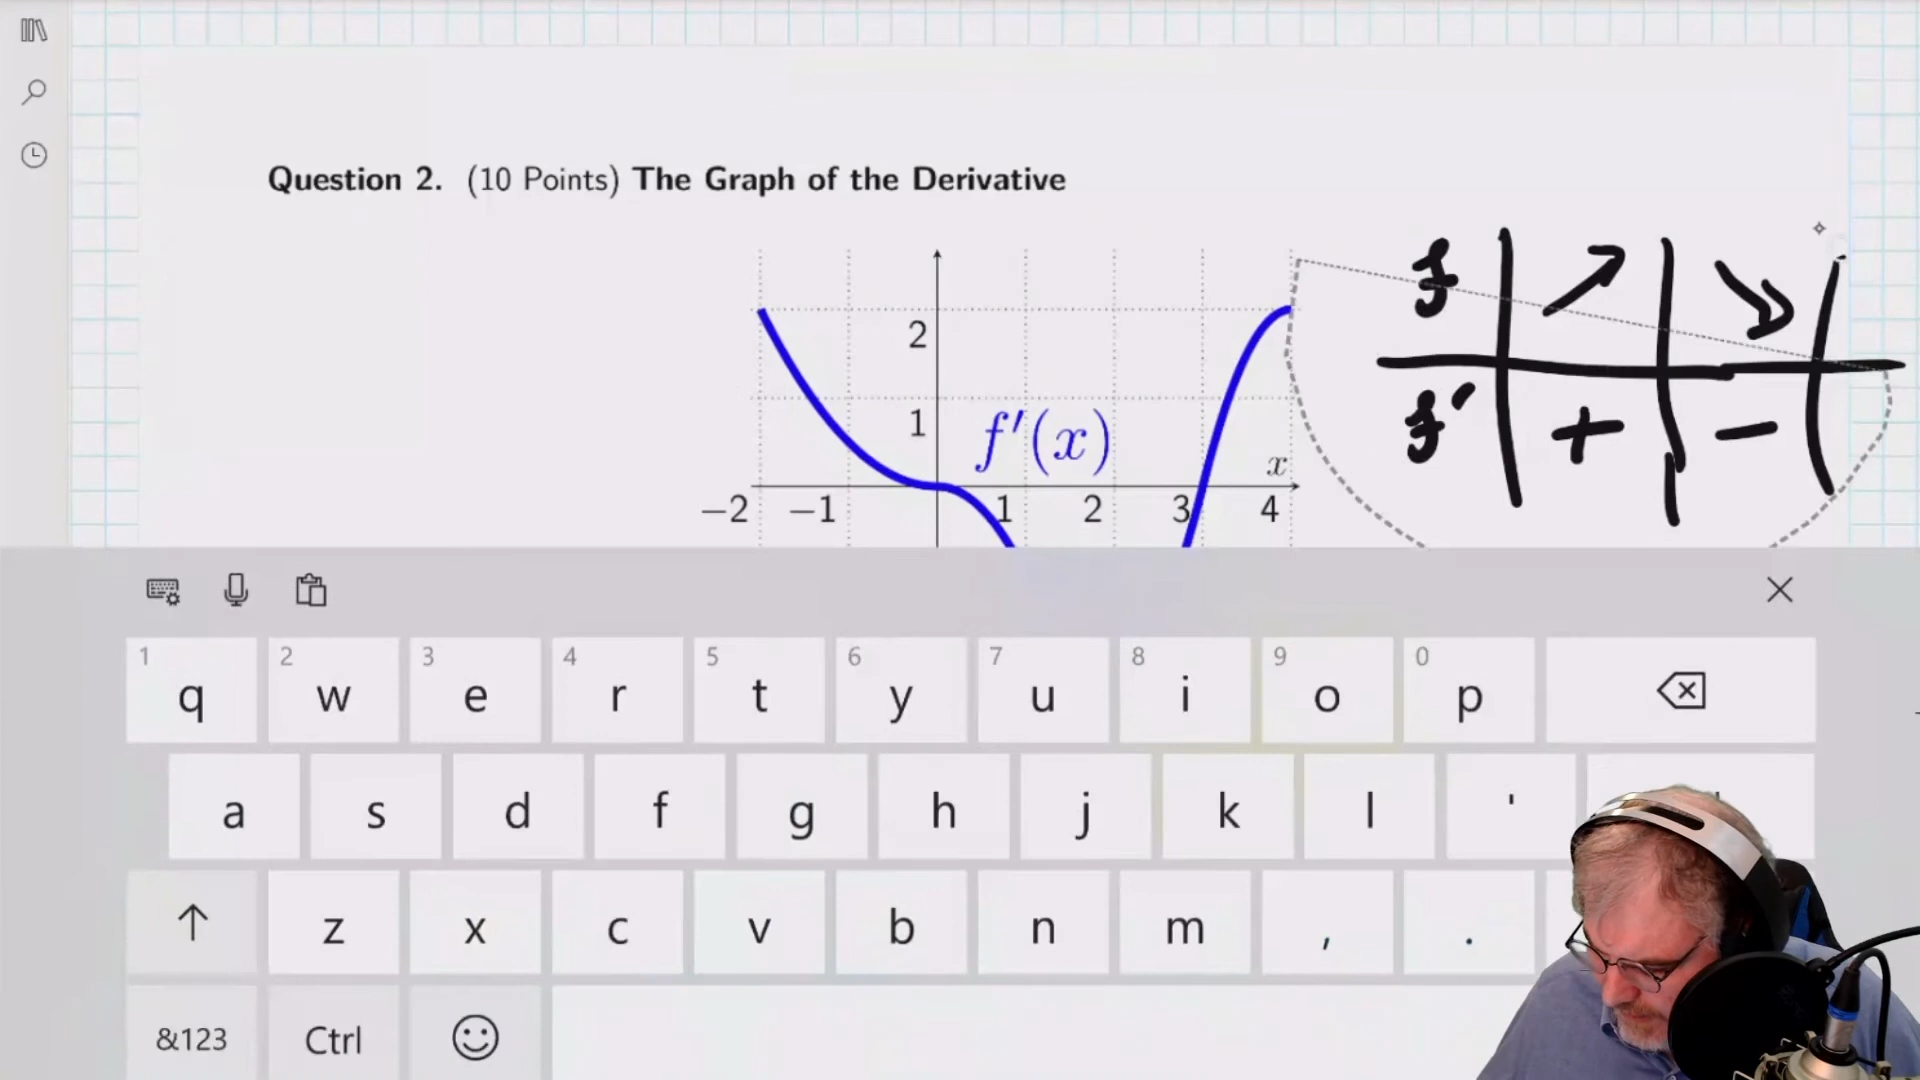 Question 2. (10 Points) The Graph of the Derivative
2
1
f'(x)
x
−2 −1 1 2 3 4
f ↗ ↘
f' + −
1 2 3 4 5 6 7 8 9 0
q w e r t y u i o p
a s d f g h j k l '
z x c v b n m , .
&123 Ctrl